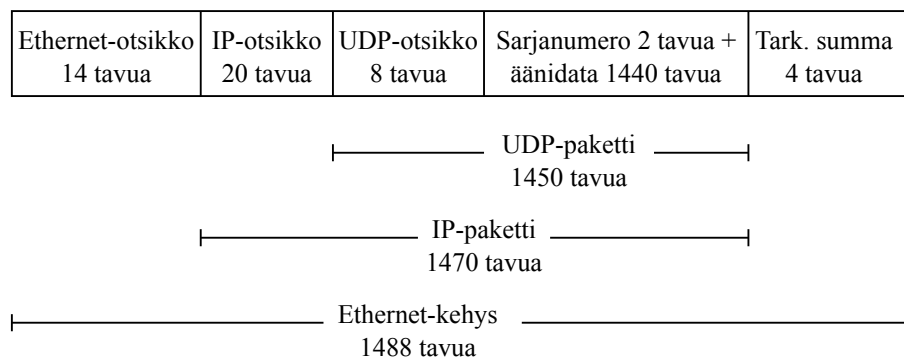 Ethernet-otsikko
14 tavua
IP-otsikko
20 tavua
UDP-otsikko
8 tavua
Sarjanumero 2 tavua +
äänidata 1440 tavua
Tark. summa
4 tavua
UDP-paketti
1450 tavua
IP-paketti
1470 tavua
Ethernet-kehys
1488 tavua